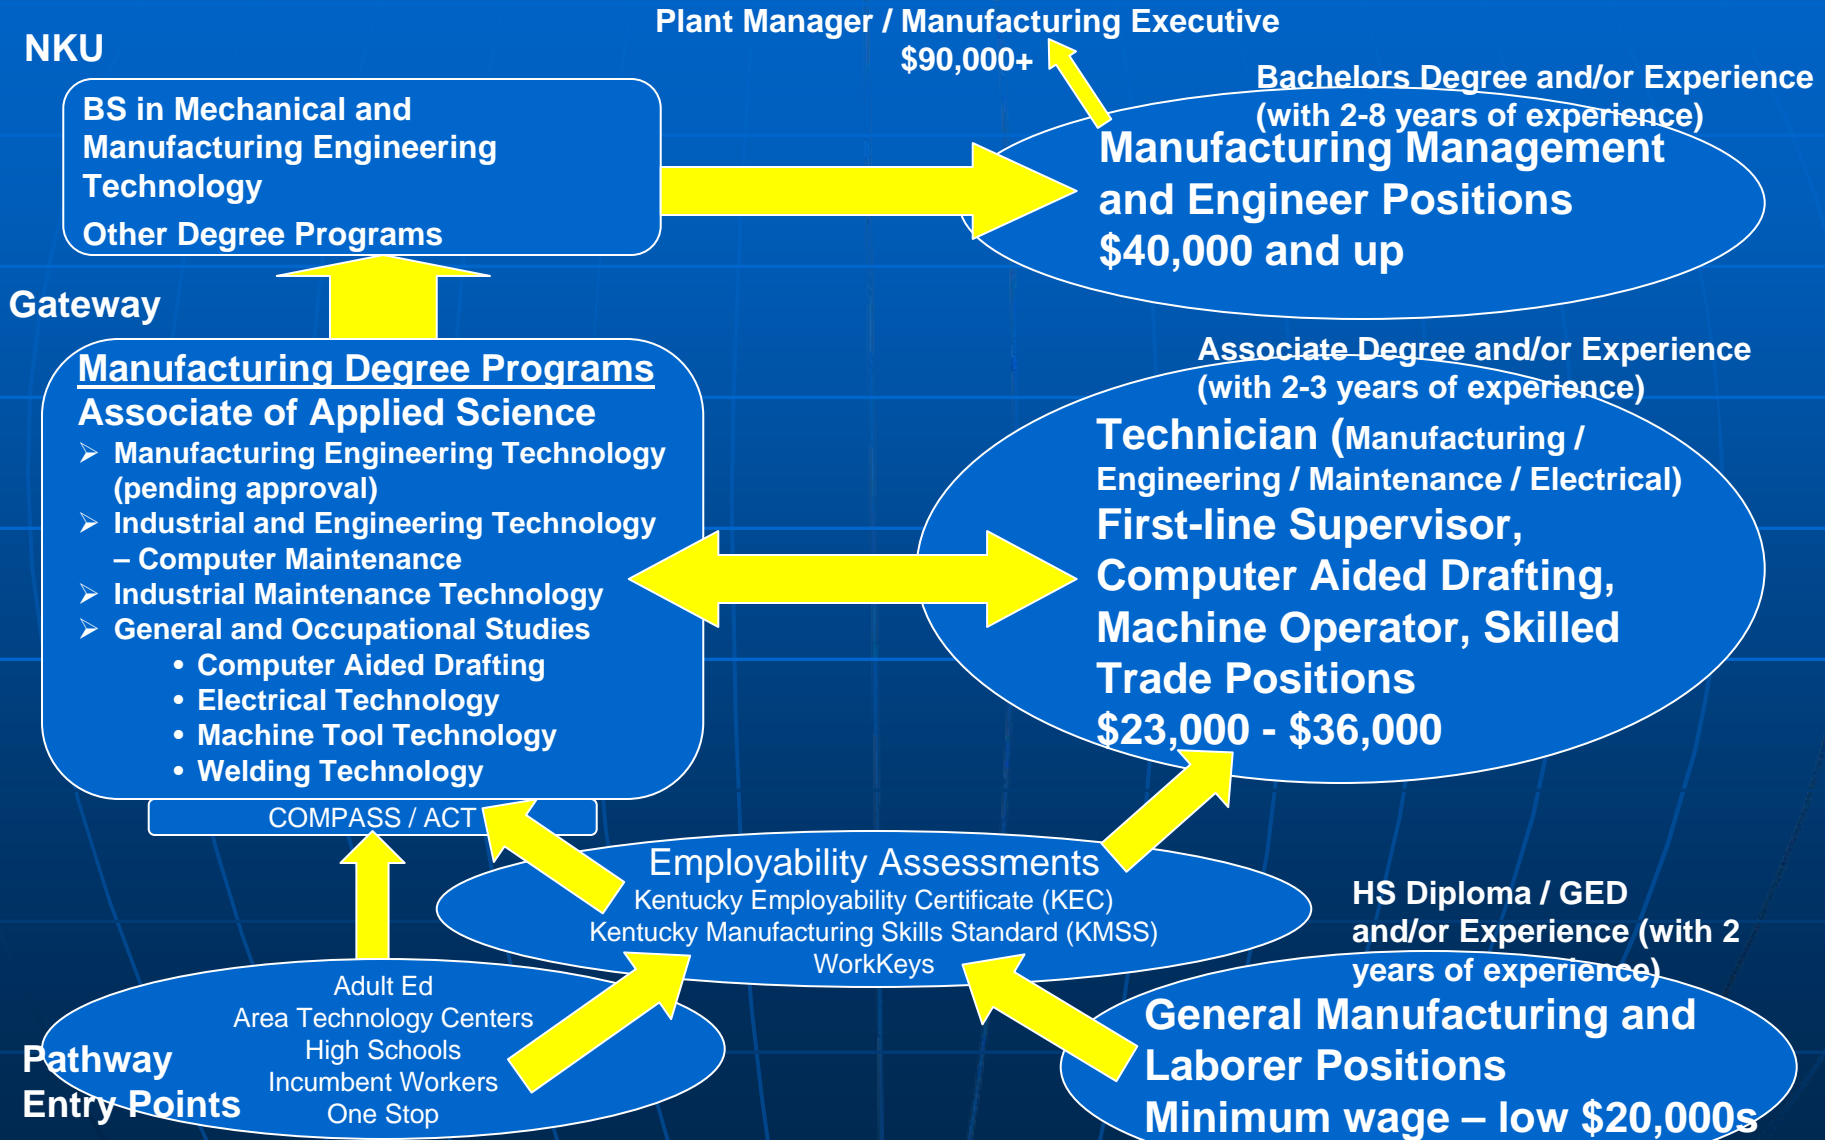 Plant Manager / Manufacturing Executive
$90,000+
NKU
BS in Mechanical and
Manufacturing Engineering
Technology
Other Degree Programs
Bachelors Degree and/or Experience
(with 2-8 years of experience)
Manufacturing Management
and Engineer Positions
$40,000 and up
Gateway
Manufacturing Degree Programs
Associate of Applied Science
➢ Manufacturing Engineering Technology
(pending approval)
➢ Industrial and Engineering Technology
– Computer Maintenance
➢ Industrial Maintenance Technology
➢ General and Occupational Studies
• Computer Aided Drafting
• Electrical Technology
• Machine Tool Technology
• Welding Technology
COMPASS / ACT
Associate Degree and/or Experience
(with 2-3 years of experience)
Technician (Manufacturing /
Engineering / Maintenance / Electrical)
First-line Supervisor,
Computer Aided Drafting,
Machine Operator, Skilled
Trade Positions
$23,000 - $36,000
Employability Assessments
Kentucky Employability Certificate (KEC)
Kentucky Manufacturing Skills Standard (KMSS)
WorkKeys
Pathway
Entry Points
Adult Ed
Area Technology Centers
High Schools
Incumbent Workers
One Stop
HS Diploma / GED
and/or Experience (with 2
years of experience)
General Manufacturing and
Laborer Positions
Minimum wage – low $20,000s